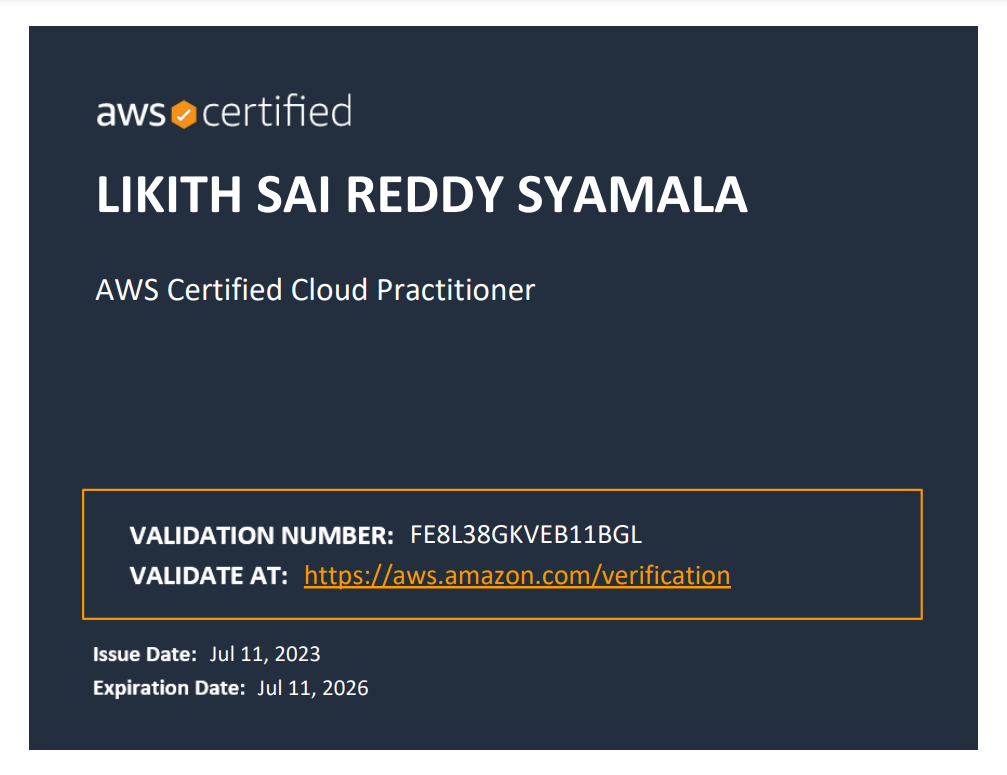 aws certified
LIKITH SAI REDDY SYAMALA
AWS Certified Cloud Practitioner
VALIDATION NUMBER: FE8L38GKVEB11BGL
VALIDATE AT: https://aws.amazon.com/verification
Issue Date: Jul 11, 2023
Expiration Date: Jul 11, 2026